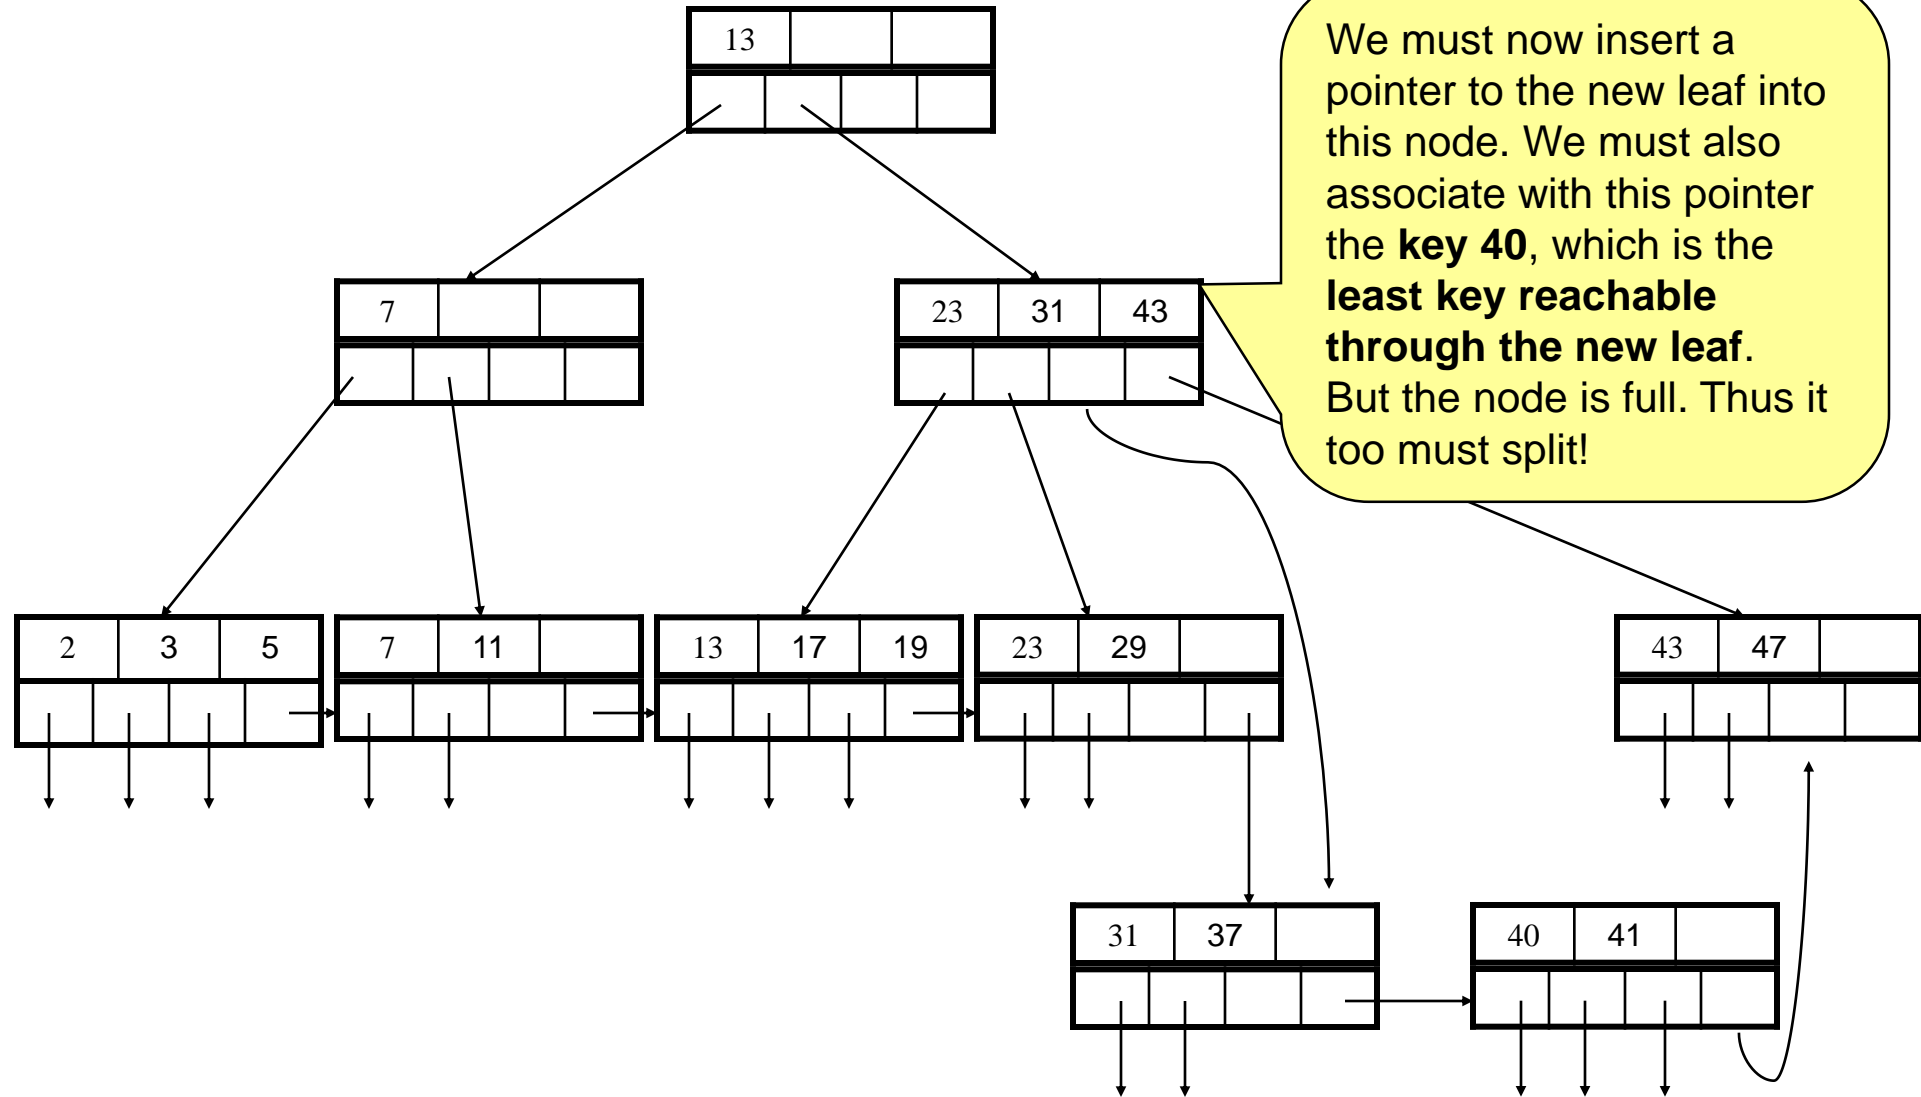 13
We must now insert a
pointer to the new leaf into
this node. We must also
associate with this pointer
the key 40, which is the
least key reachable
through the new leaf.
But the node is full. Thus it
too must split!
7
23 31 43
2 3 5
7 11
13 17 19
23 29
43 47
31 37
40 41